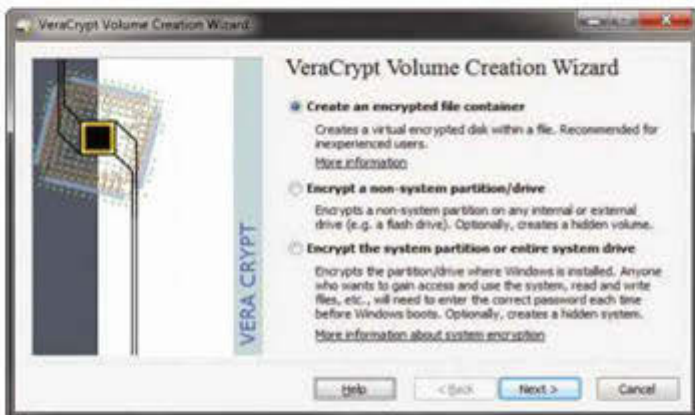 VeraCrypt Volume Creation Wizard
VERA CRYPT
VeraCrypt Volume Creation Wizard
Create an encrypted file container
Creates a virtual encrypted disk within a file. Recommended for
inexperienced users.
More information
Encrypt a non-system partition/drive
Encrypts a non-system partition on any internal or external
drive (e.g. a flash drive). Optionally, creates a hidden volume.
Encrypt the system partition or entire system drive
Encrypts the partition/drive where Windows is installed. Anyone
who wants to gain access and use the system, read and write
files, etc., will need to enter the correct password each time
before Windows boots. Optionally, creates a hidden system.
More information about system encryption
Help
< Back
Next >
Cancel